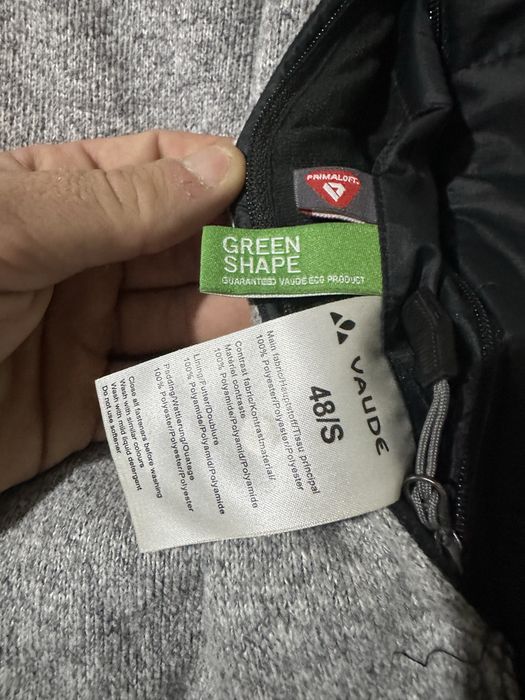 PRIMALOFT
GREEN
SHAPE
GUARANTEED VAUDE ECO PRODUCT
VAUDE
48/S
Main fabric/Hauptstoff/Tissu principal
100% Polyester/Polyester/Polyester
Contrast fabric/Kontrastmaterial/
Matérial contraste
100% Polyamide/Polyamid/Polyamide
Lining/Futter/Doublure
100% Polyamide/Polyamid/Polyamide
Padding/Wattierung/Ouatage
100% Polyester/Polyester/Polyester
Close all fasteners before washing
Wash with similar colours
Wash with mild liquid detergent
Do not use softener